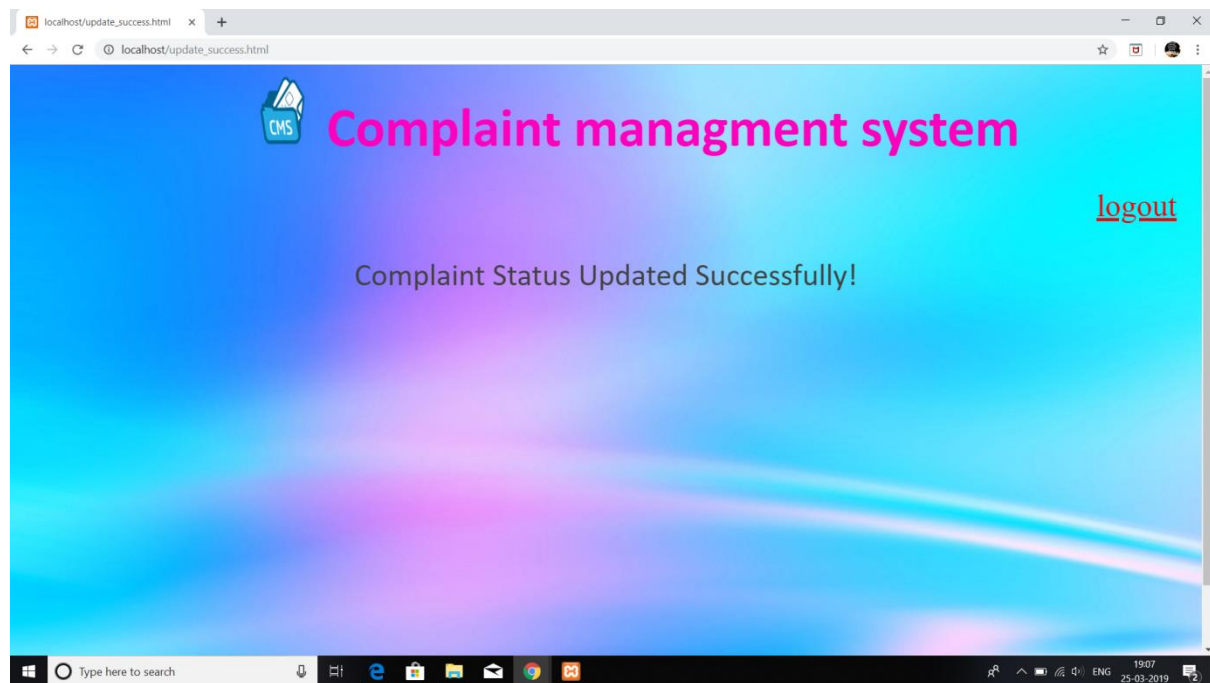 localhost/update_success.html
localhost/update_success.html
CMS
Complaint managment system
logout
Complaint Status Updated Successfully!
Type here to search
ENG
19:07
25-03-2019
2